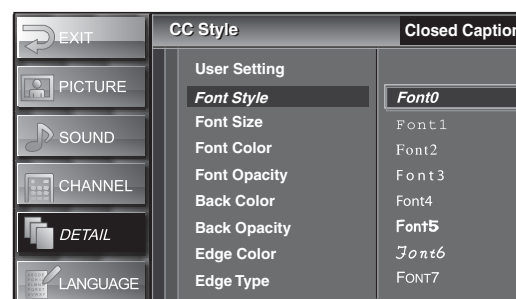 EXIT
PICTURE
SOUND
CHANNEL
DETAIL
LANGUAGE
CC Style
Closed Caption
User Setting
Font Style
Font Size
Font Color
Font Opacity
Back Color
Back Opacity
Edge Color
Edge Type
Font0
Font1
Font2
Font3
Font4
Font5
Font6
FONT7